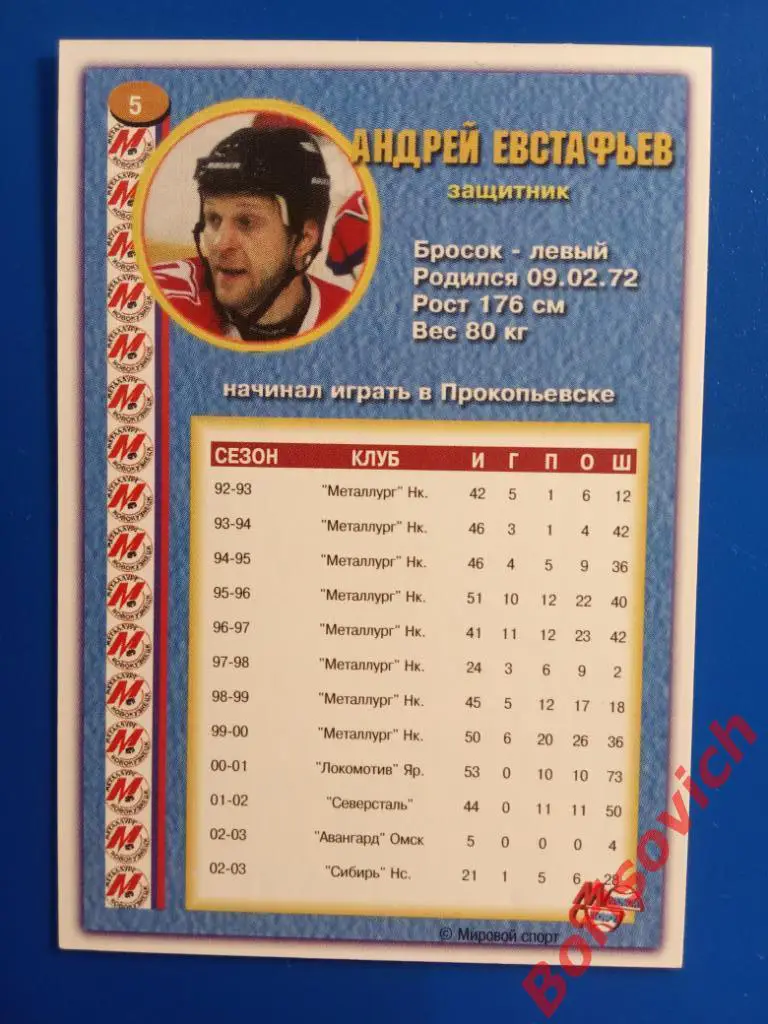 5
АНДРЕЙ ЕВСТАФЬЕВ
защитник
Бросок - левый
Родился 09.02.72
Рост 176 см
Вес 80 кг
начинал играть в Прокопьевске
СЕЗОН КЛУБ И Г П О Ш
92-93 "Металлург" Нк. 42 5 1 6 12
93-94 "Металлург" Нк. 46 3 1 4 42
94-95 "Металлург" Нк. 46 4 5 9 36
95-96 "Металлург" Нк. 51 10 12 22 40
96-97 "Металлург" Нк. 41 11 12 23 42
97-98 "Металлург" Нк. 24 3 6 9 2
98-99 "Металлург" Нк. 45 5 12 17 18
99-00 "Металлург" Нк. 50 6 20 26 36
00-01 "Локомотив" Яр. 53 0 10 10 73
01-02 "Северсталь" 44 0 11 11 50
02-03 "Авангард" Омск 5 0 0 0 4
02-03 "Сибирь" Нс. 21 1 5 6 28
© Мировой спорт
МЕТАЛЛУРГ
НОВОКУЗНЕЦК
Borisovich